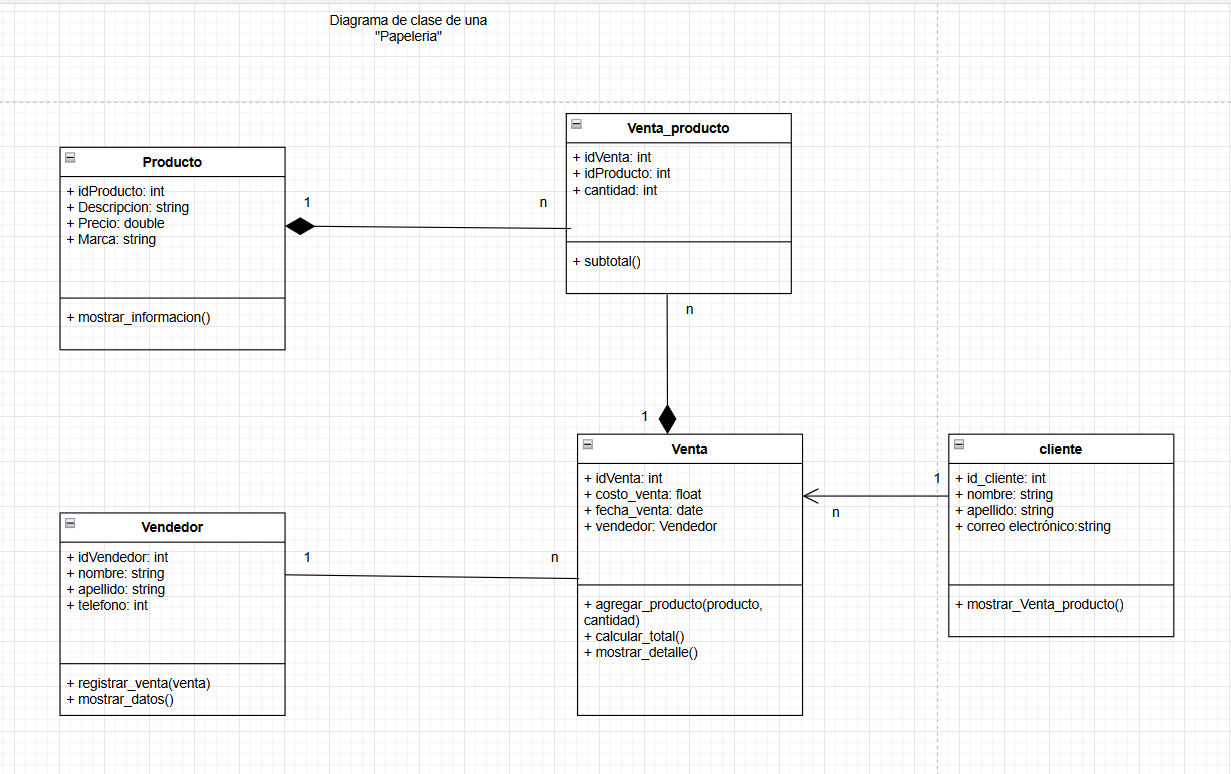 Diagrama de clase de una
"Papeleria"
Venta_producto
+ idVenta: int
+ idProducto: int
+ cantidad: int
+ subtotal()
Producto
+ idProducto: int
+ Descripcion: string
+ Precio: double
+ Marca: string
+ mostrar_informacion()
1
n
n
1
Venta
+ idVenta: int
+ costo_venta: float
+ fecha_venta: date
+ vendedor: Vendedor
+ agregar_producto(producto,
cantidad)
+ calcular_total()
+ mostrar_detalle()
1
n
cliente
+ id_cliente: int
+ nombre: string
+ apellido: string
+ correo electrónico:string
+ mostrar_Venta_producto()
Vendedor
+ idVendedor: int
+ nombre: string
+ apellido: string
+ telefono: int
+ registrar_venta(venta)
+ mostrar_datos()
1
n